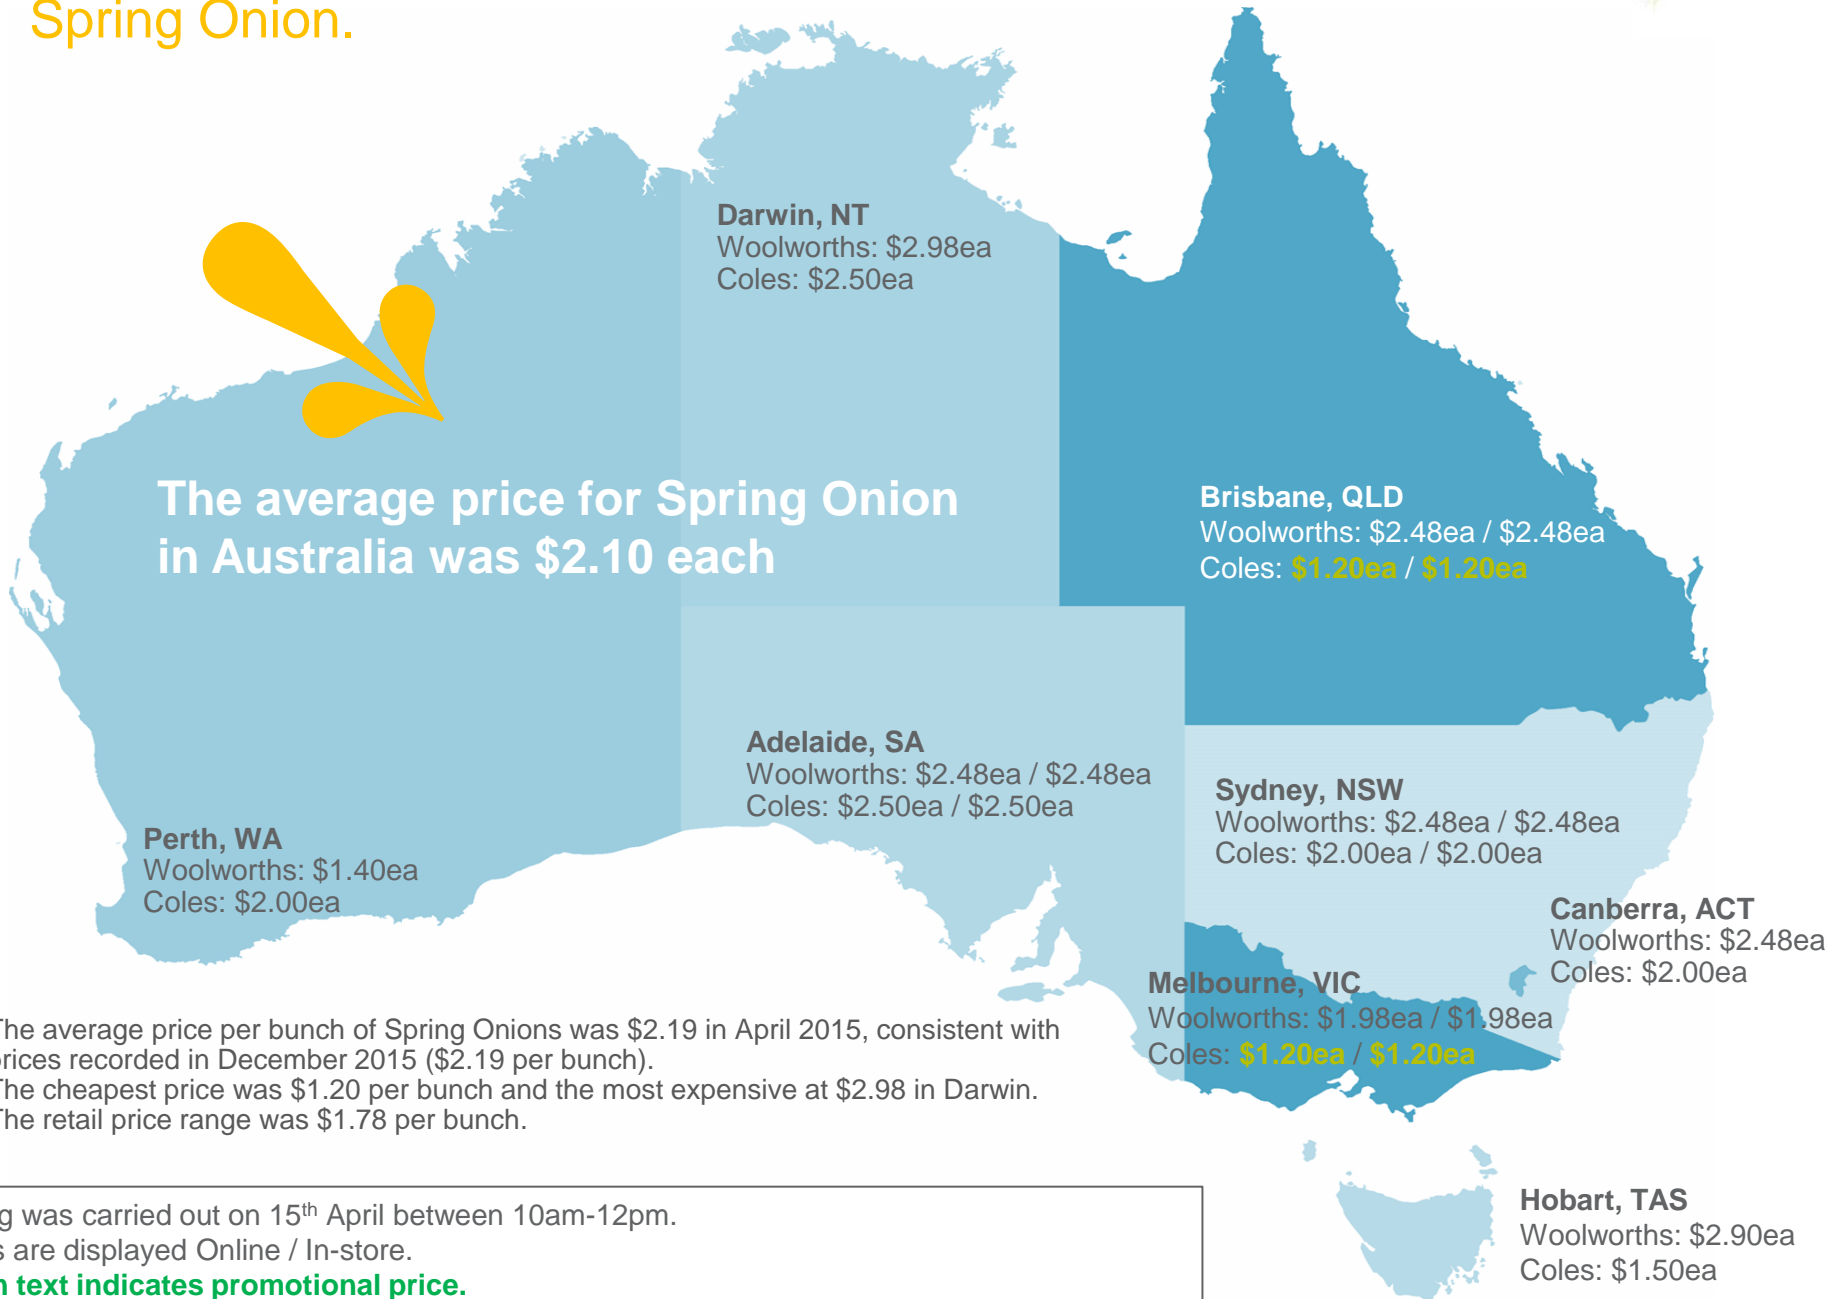 Spring Onion.
Darwin, NT
Woolworths: $2.98ea
Coles: $2.50ea
The average price for Spring Onion
in Australia was $2.10 each
Brisbane, QLD
Woolworths: $2.48ea / $2.48ea
Coles: $1.20ea / $1.20ea
Adelaide, SA
Woolworths: $2.48ea / $2.48ea
Coles: $2.50ea / $2.50ea
Sydney, NSW
Woolworths: $2.48ea / $2.48ea
Coles: $2.00ea / $2.00ea
Perth, WA
Woolworths: $1.40ea
Coles: $2.00ea
Canberra, ACT
Woolworths: $2.48ea
Coles: $2.00ea
Melbourne, VIC
Woolworths: $1.98ea / $1.98ea
Coles: $1.20ea / $1.20ea
The average price per bunch of Spring Onions was $2.19 in April 2015, consistent with
prices recorded in December 2015 ($2.19 per bunch).
The cheapest price was $1.20 per bunch and the most expensive at $2.98 in Darwin.
The retail price range was $1.78 per bunch.
g was carried out on 15th April between 10am-12pm.
s are displayed Online / In-store.
n text indicates promotional price.
Hobart, TAS
Woolworths: $2.90ea
Coles: $1.50ea